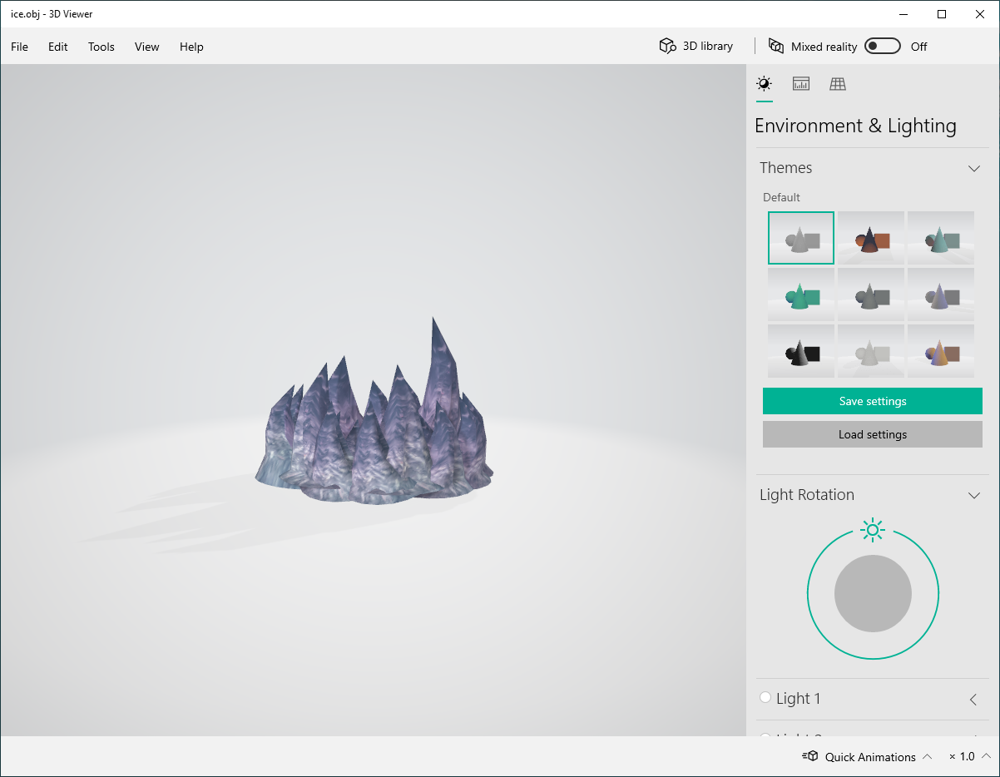 ice.obj - 3D Viewer
File Edit Tools View Help 3D library Mixed reality Off
Environment & Lighting
Themes
Default
Save settings
Load settings
Light Rotation
Light 1
Quick Animations × 1.0